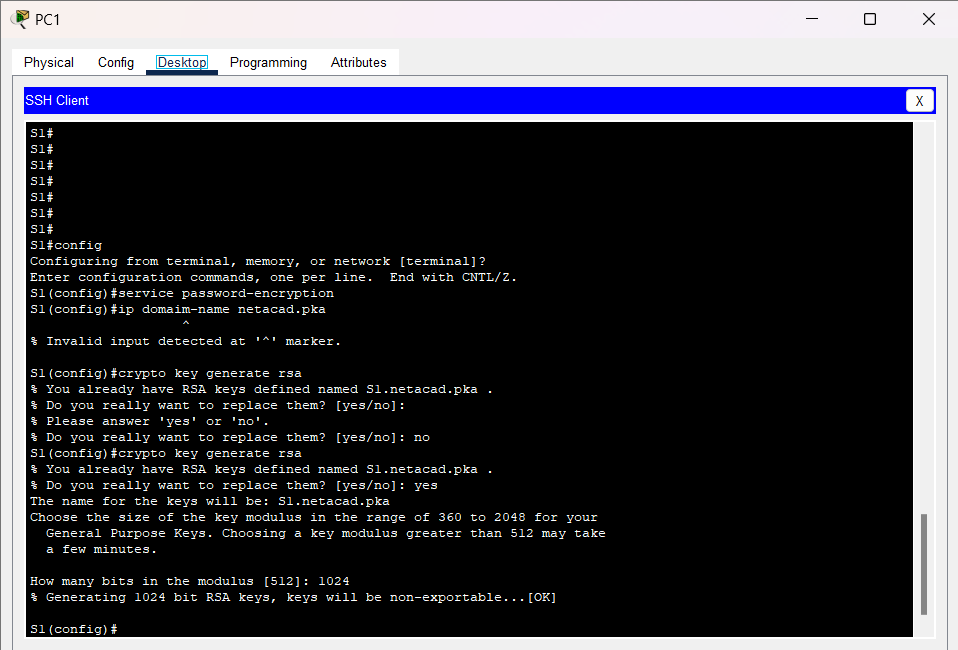 PC1
Physical Config Desktop Programming Attributes
SSH Client
X
S1#
S1#
S1#
S1#
S1#
S1#
S1#
S1#config
Configuring from terminal, memory, or network [terminal]?
Enter configuration commands, one per line.  End with CNTL/Z.
S1(config)#service password-encryption
S1(config)#ip domaim-name netacad.pka
^
% Invalid input detected at '^' marker.
S1(config)#crypto key generate rsa
% You already have RSA keys defined named S1.netacad.pka .
% Do you really want to replace them? [yes/no]:
% Please answer 'yes' or 'no'.
% Do you really want to replace them? [yes/no]: no
S1(config)#crypto key generate rsa
% You already have RSA keys defined named S1.netacad.pka .
% Do you really want to replace them? [yes/no]: yes
The name for the keys will be: S1.netacad.pka
Choose the size of the key modulus in the range of 360 to 2048 for your
General Purpose Keys. Choosing a key modulus greater than 512 may take
a few minutes.
How many bits in the modulus [512]: 1024
% Generating 1024 bit RSA keys, keys will be non-exportable...[OK]
S1(config)#